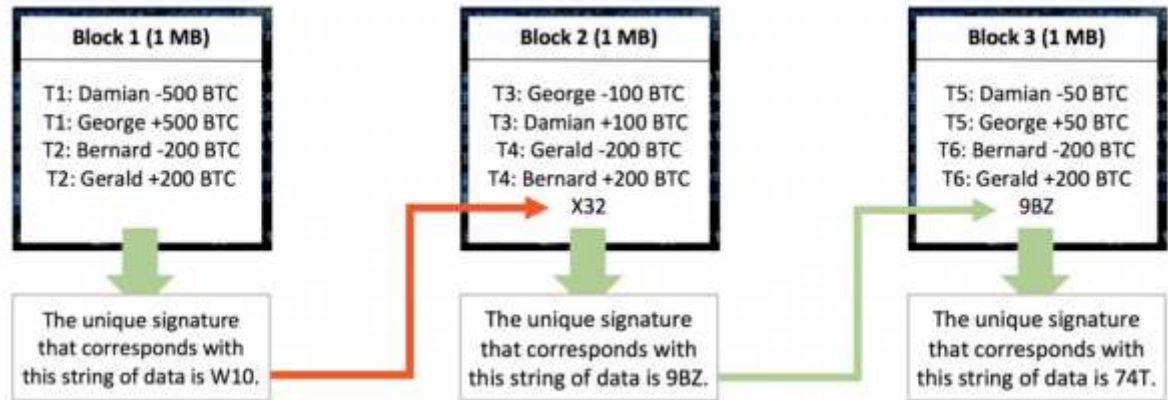 Block 1 (1 MB)
T1: Damian -500 BTC
T1: George +500 BTC
T2: Bernard -200 BTC
T2: Gerald +200 BTC
The unique signature
that corresponds with
this string of data is W10.
Block 2 (1 MB)
T3: George -100 BTC
T3: Damian +100 BTC
T4: Gerald -200 BTC
T4: Bernard +200 BTC
X32
The unique signature
that corresponds with
this string of data is 9BZ.
Block 3 (1 MB)
T5: Damian -50 BTC
T5: George +50 BTC
T6: Bernard -200 BTC
T6: Gerald +200 BTC
9BZ
The unique signature
that corresponds with
this string of data is 74T.